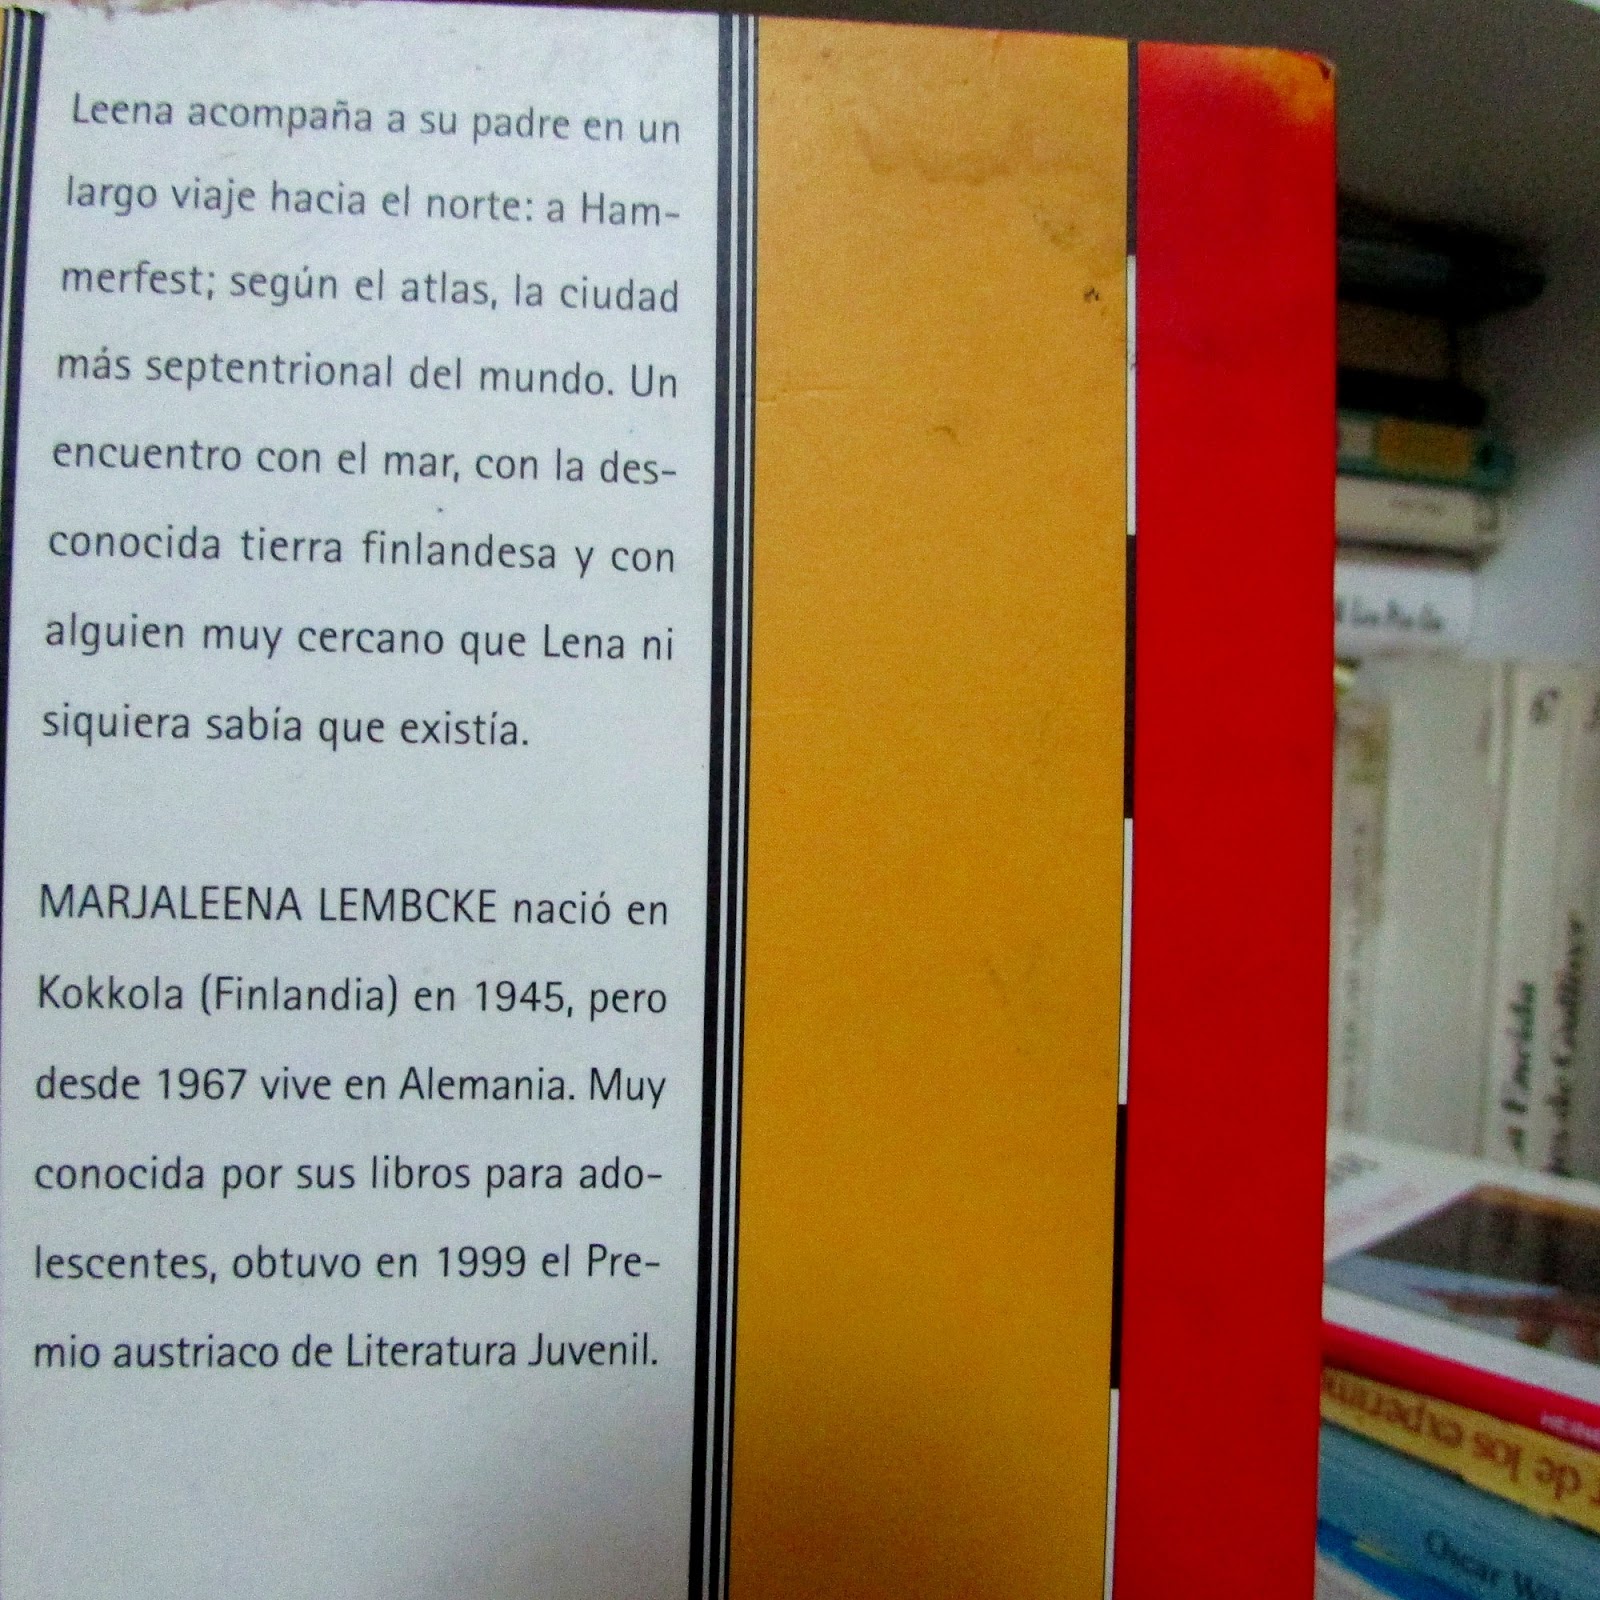 Leena acompaña a su padre en un
largo viaje hacia el norte: a Ham-
merfest; según el atlas, la ciudad
más septentrional del mundo. Un
encuentro con el mar, con la des-
conocida tierra finlandesa y con
alguien muy cercano que Lena ni
siquiera sabía que existía.
MARJALEENA LEMBCKE nació en
Kokkola (Finlandia) en 1945, pero
desde 1967 vive en Alemania. Muy
conocida por sus libros para ado-
lescentes, obtuvo en 1999 el Pre-
mio austriaco de Literatura Juvenil.
de los
Oscar